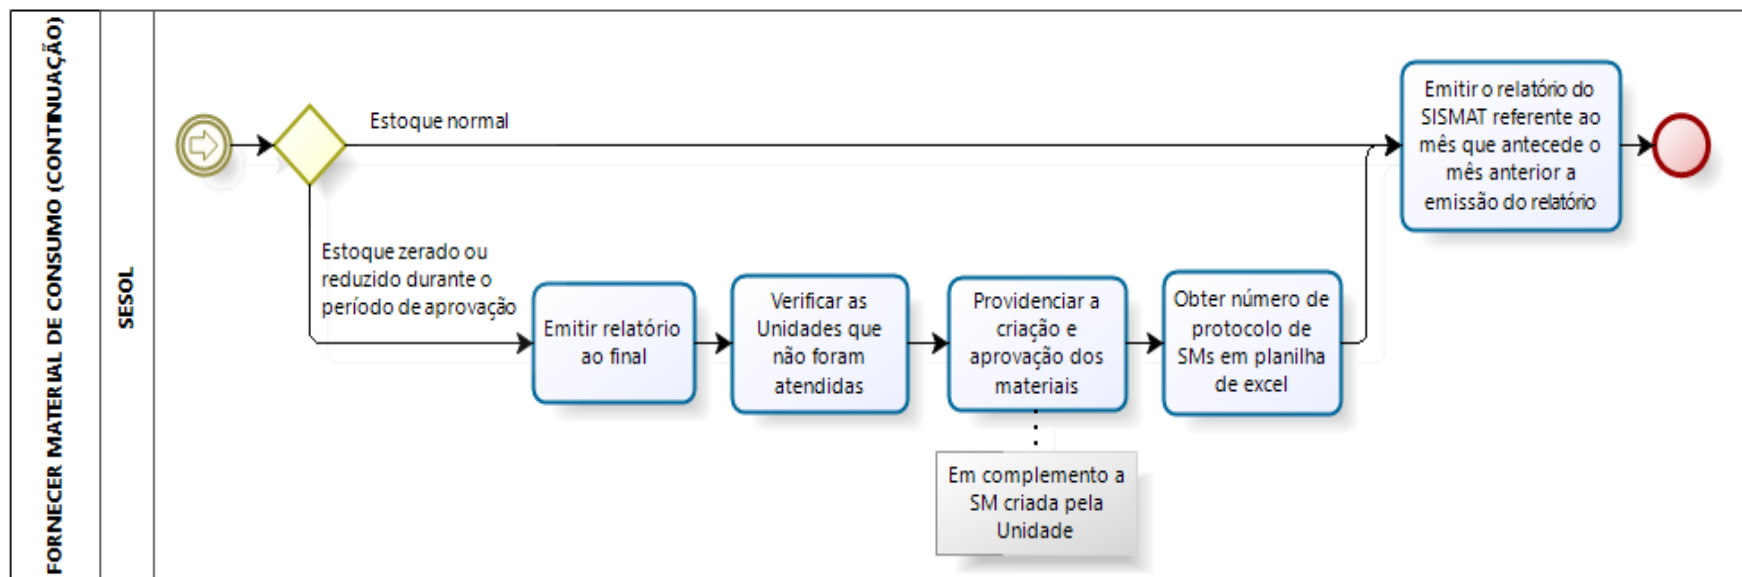 FORNECER MATERIAL DE CONSUMO (CONTINUAÇÃO)
SESOL
Estoque normal
Estoque zerado ou
reduzido durante o
período de aprovação
Emitir relatório
ao final
Verificar as
Unidades que
não foram
atendidas
Providenciar a
criação e
aprovação dos
materiais
Em complemento a
SM criada pela
Unidade
Obter número de
protocolo de
SMs em planilha
de excel
Emitir o relatório do
SISMAT referente ao
mês que antecede o
mês anterior a
emissão do relatório